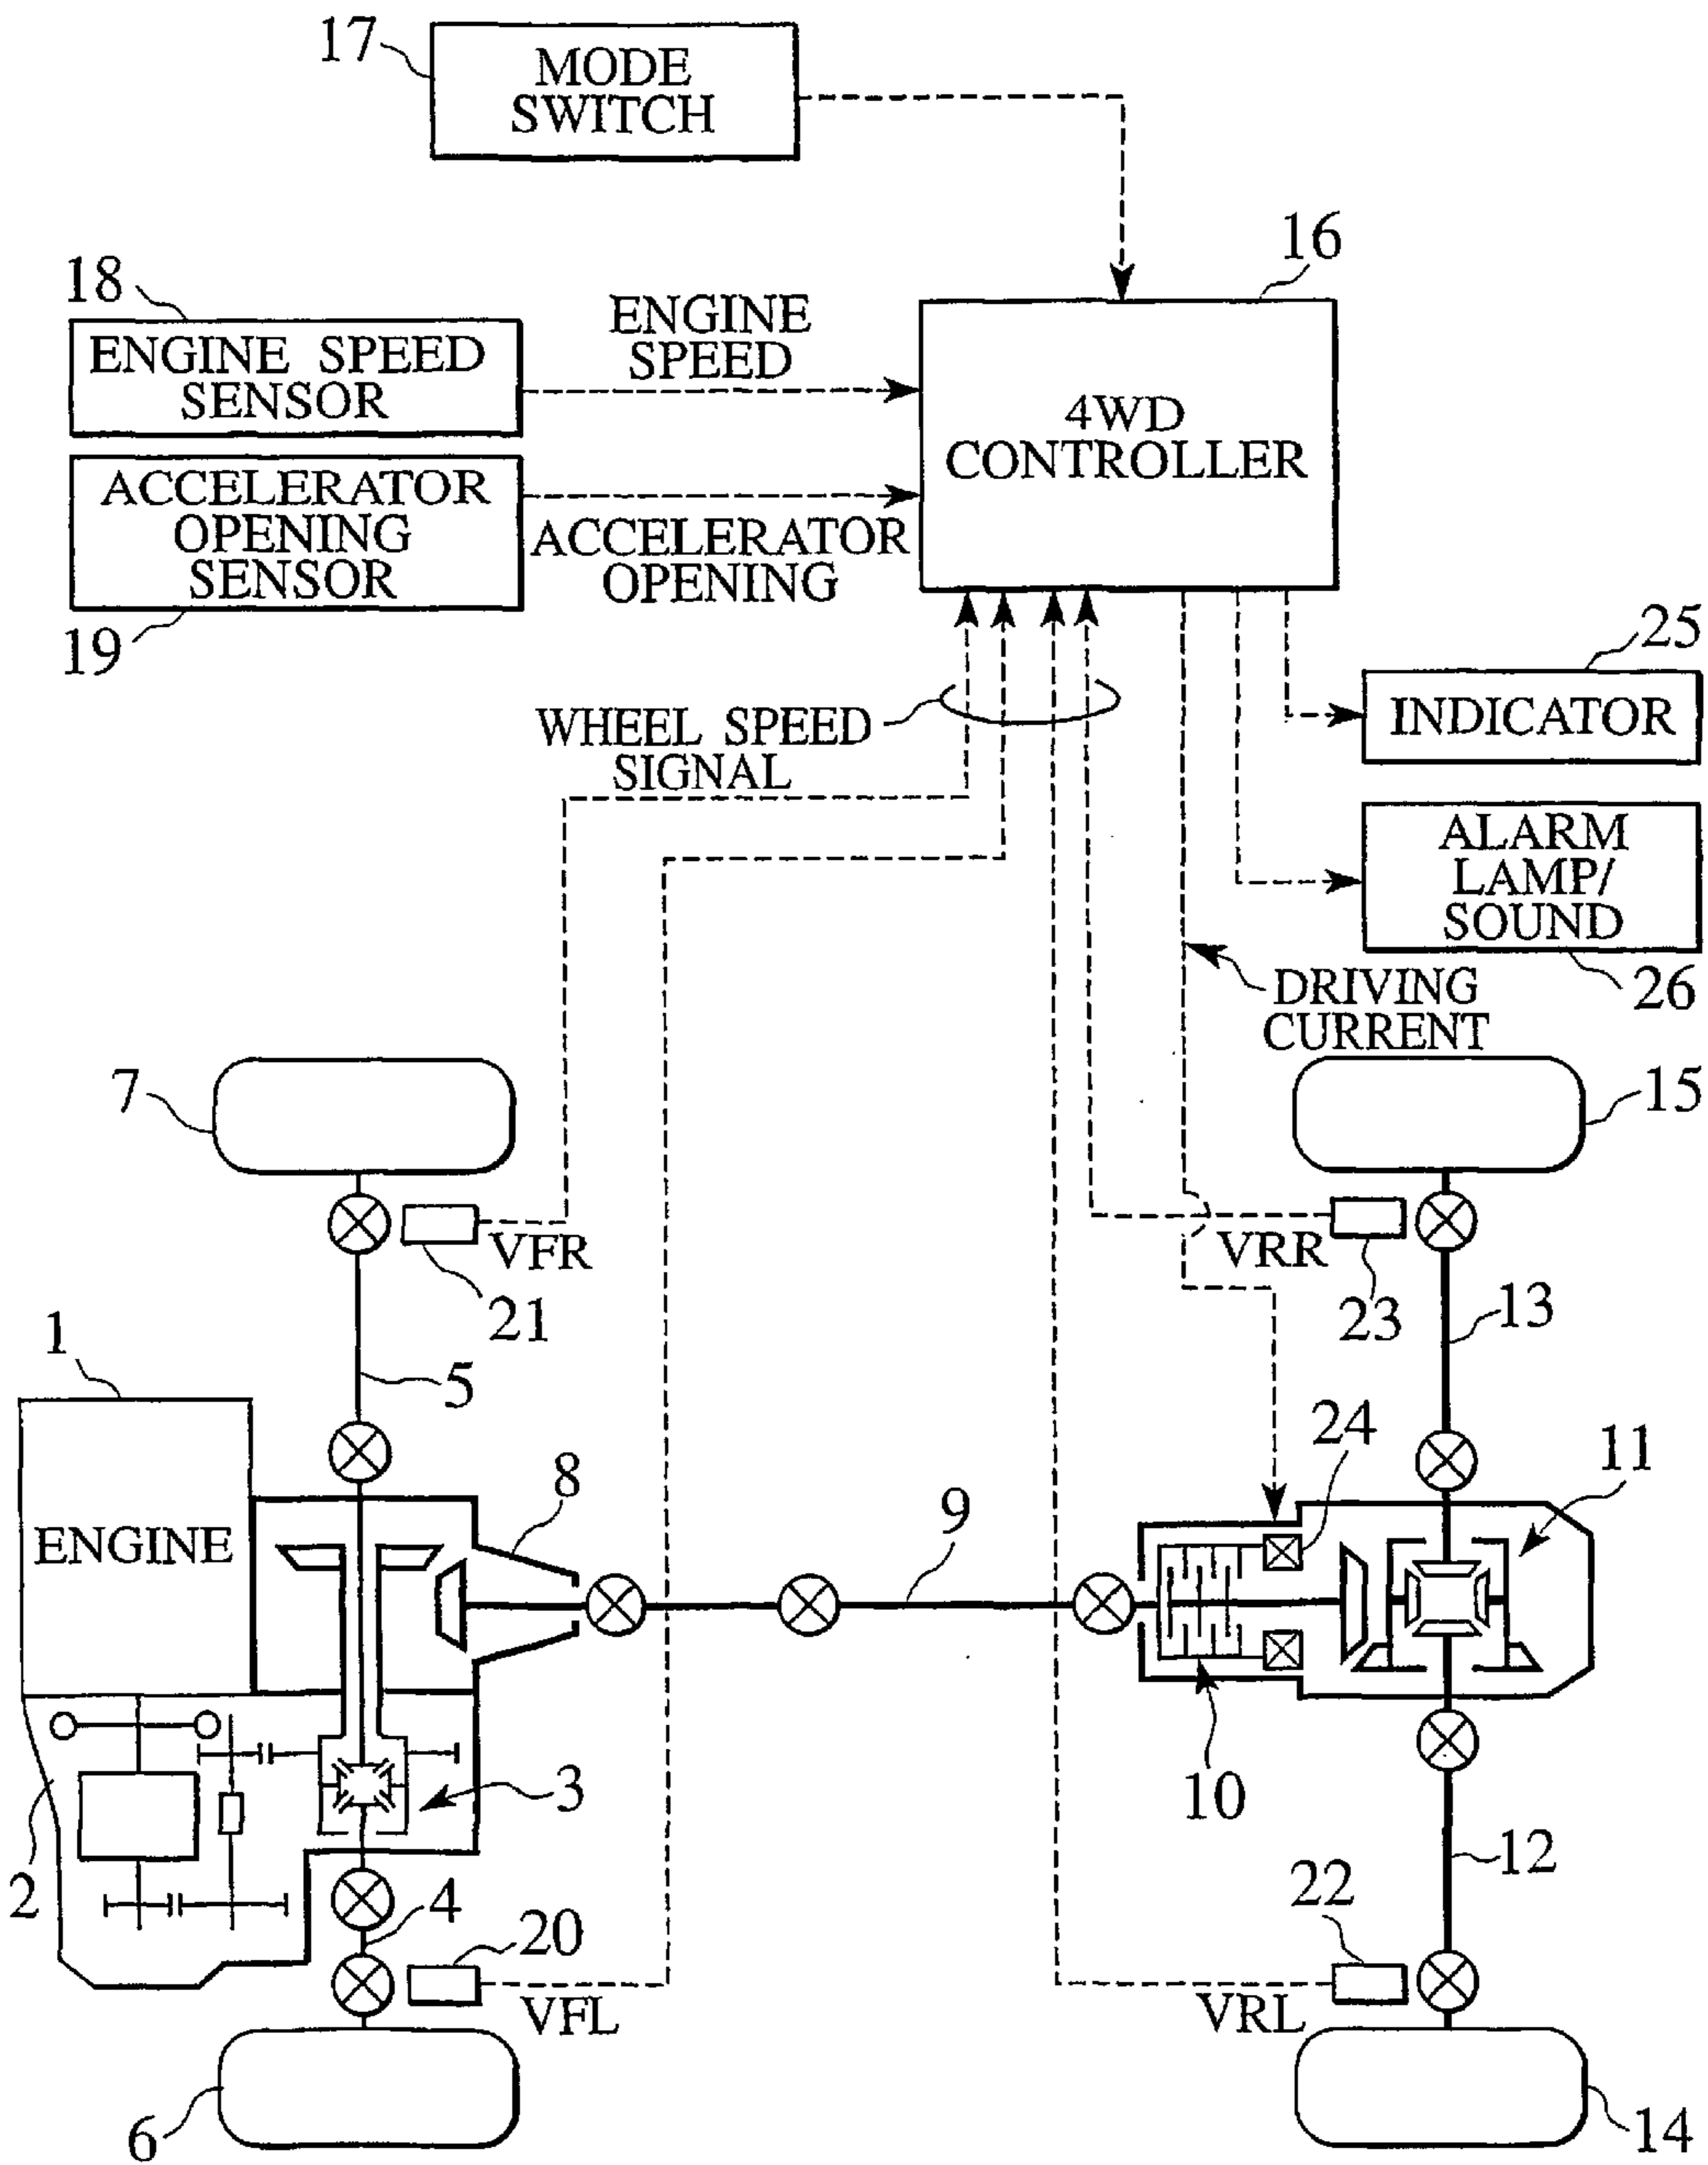 17
MODE
SWITCH
16
18
ENGINE SPEED
SENSOR
ENGINE
SPEED
4WD
CONTROLLER
ACCELERATOR
OPENING
SENSOR
ACCELERATOR
OPENING
19
25
INDICATOR
WHEEL SPEED
SIGNAL
ALARM
LAMP/
SOUND
26
DRIVING
CURRENT
7
15
VFR
21
VRR
23
13
1
5
24
11
8
9
ENGINE
3
10
2
4
20
12
22
VFL
VRL
6
14